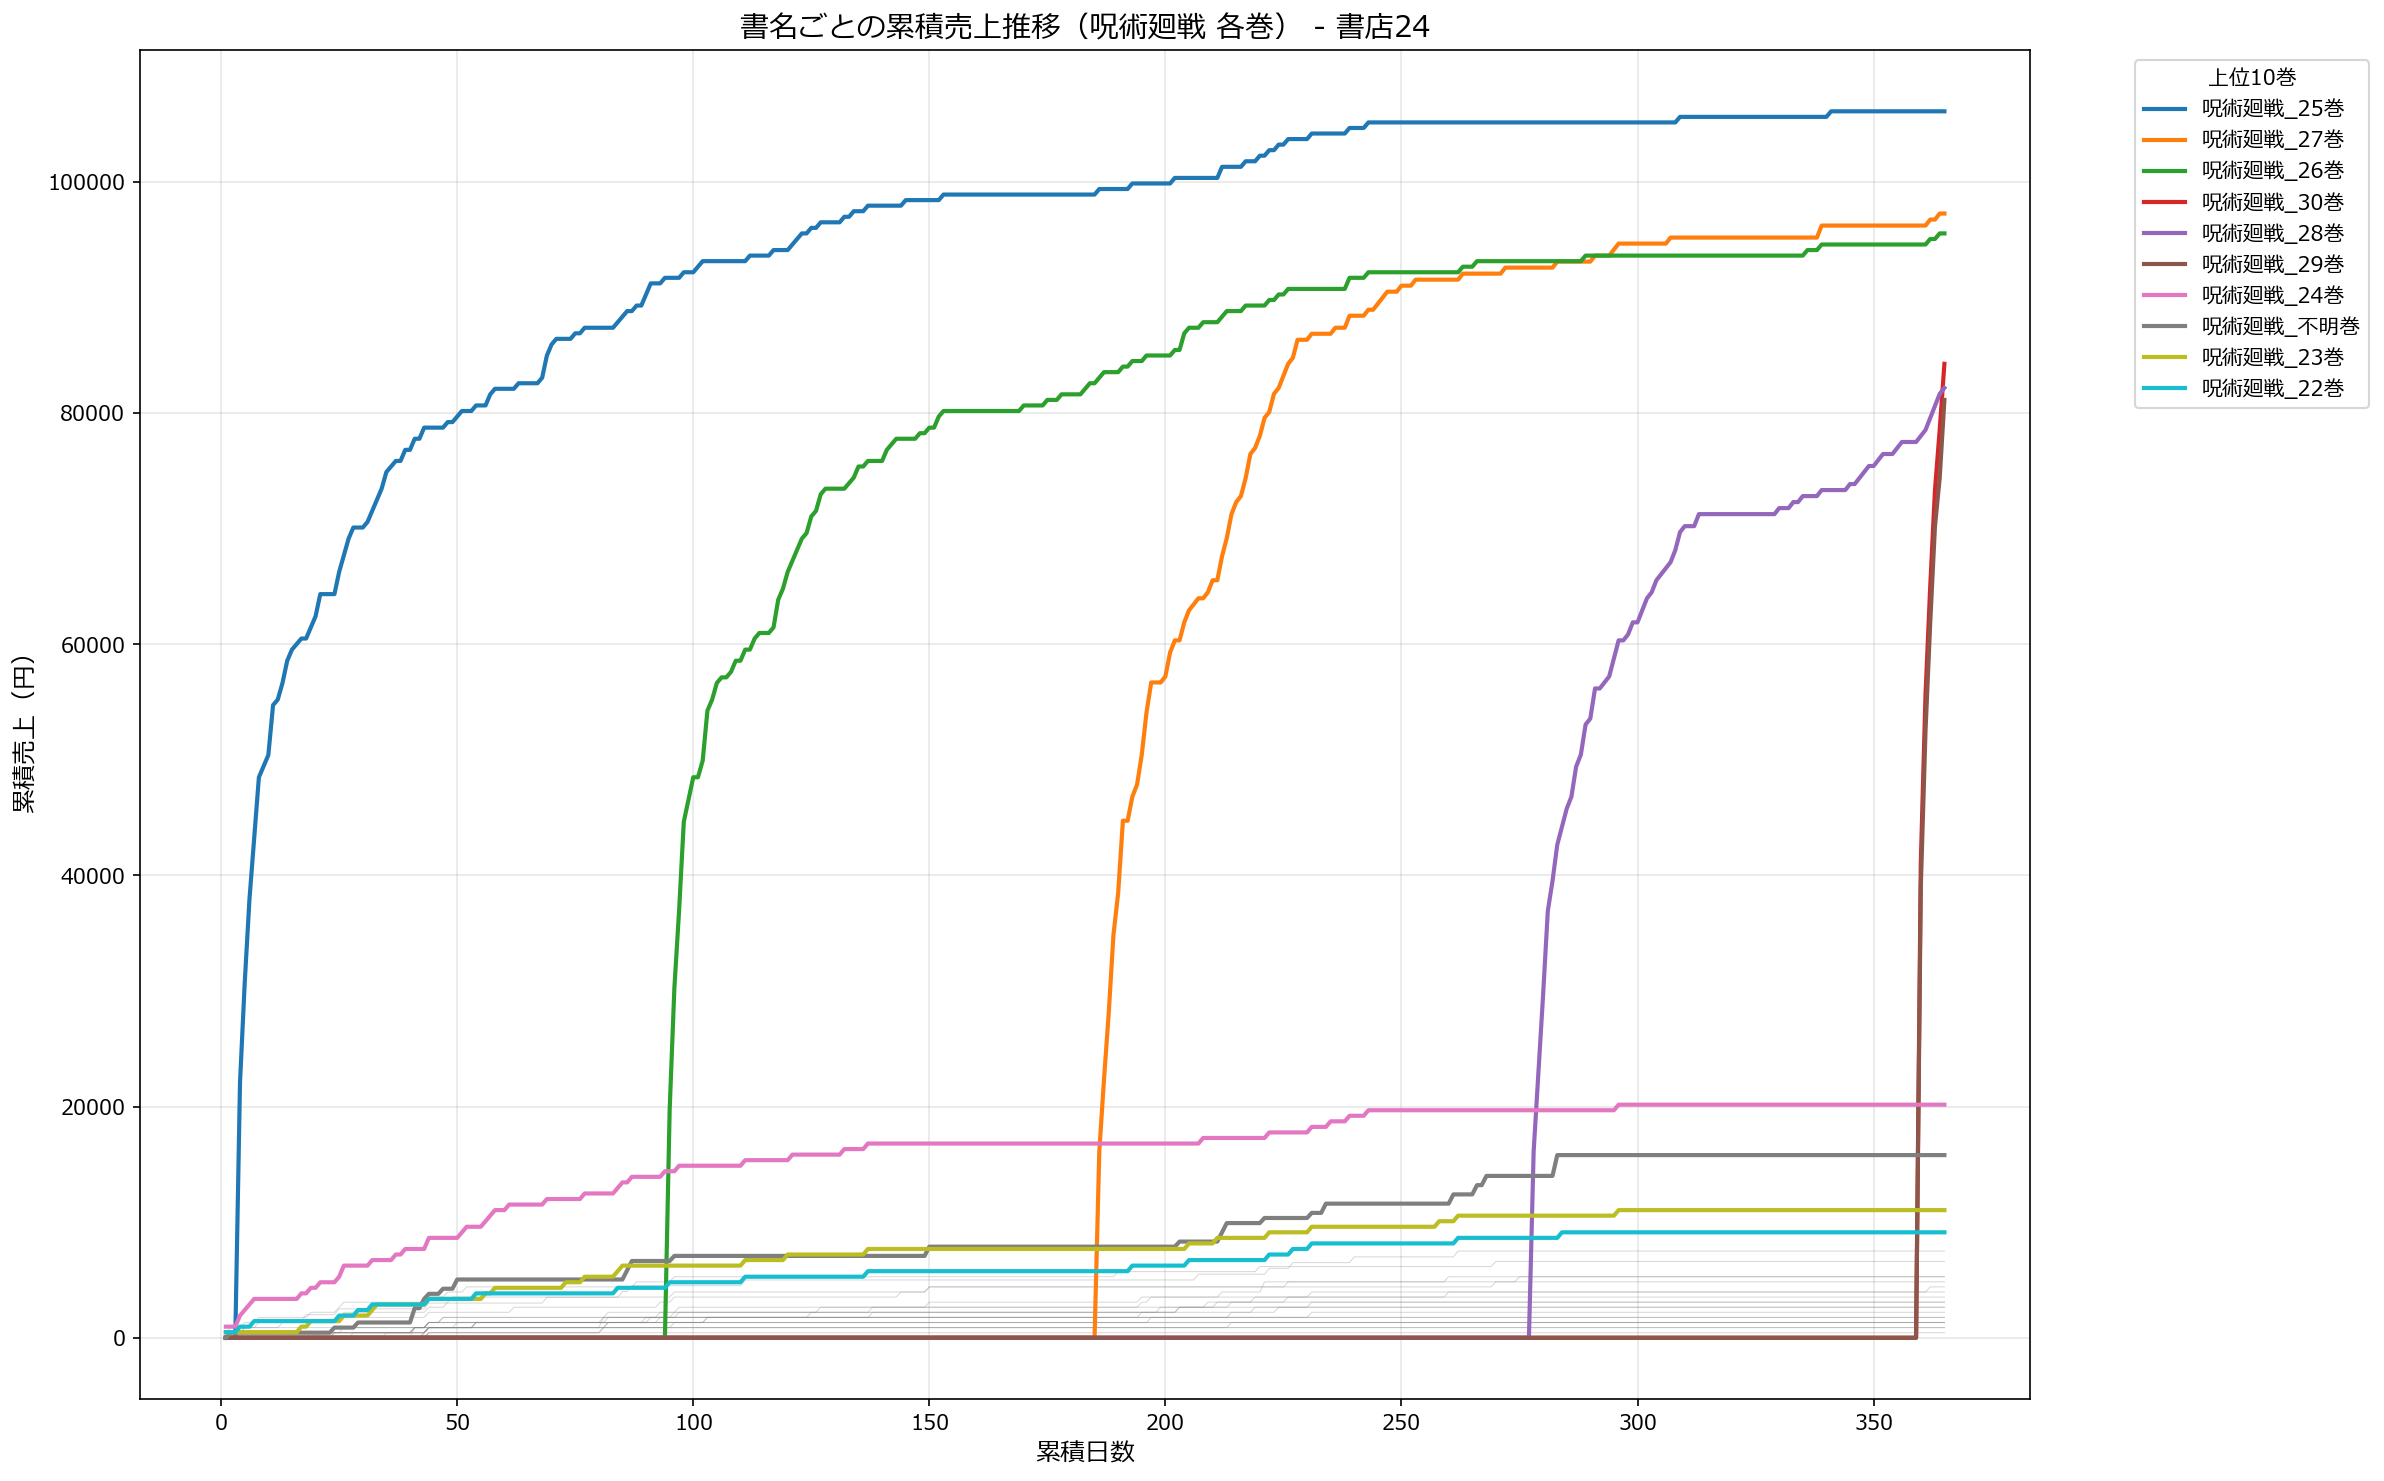 書名ごとの累積売上推移（呪術廻戦 各巻） - 書店24
累積売上（円）
100000
80000
60000
40000
20000
0
0 50 100 150 200 250 300 350
累積日数
上位10巻
呪術廻戦_25巻
呪術廻戦_27巻
呪術廻戦_26巻
呪術廻戦_30巻
呪術廻戦_28巻
呪術廻戦_29巻
呪術廻戦_24巻
呪術廻戦_不明巻
呪術廻戦_23巻
呪術廻戦_22巻